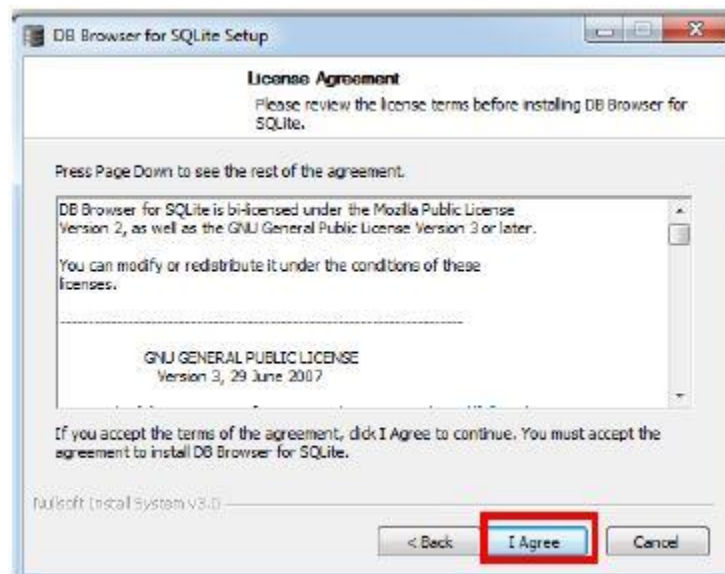 DB Browser for SQLite Setup
License Agreement
Please review the license terms before installing DB Browser for
SQLite.
Press Page Down to see the rest of the agreement.
DB Browser for SQLite is bi-licensed under the Mozilla Public License
Version 2, as well as the GNU General Public License Version 3 or later.
You can modify or redistribute it under the conditions of these
licenses.
GNU GENERAL PUBLIC LICENSE
Version 3, 29 June 2007
If you accept the terms of the agreement, click I Agree to continue. You must accept the
agreement to install DB Browser for SQLite.
Nullsoft Install System v3.0
< Back I Agree Cancel